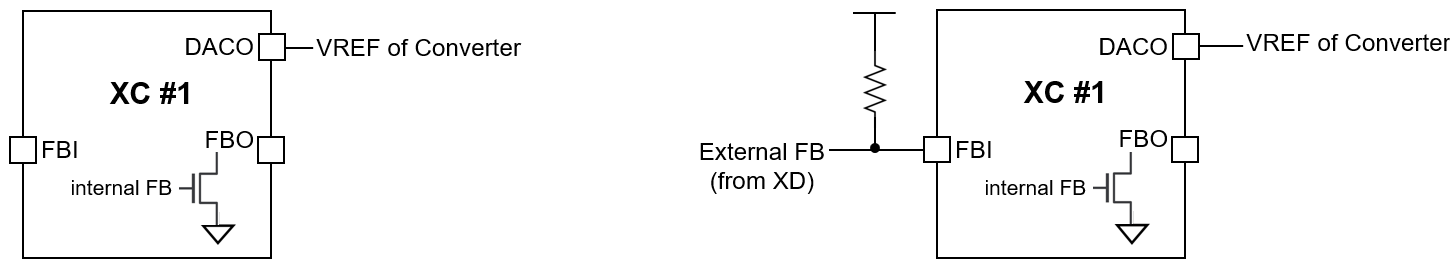 DACO
VREF of Converter
XC #1
FBI
FBO
internal FB
DACO
VREF of Converter
XC #1
External FB
(from XD)
FBI
FBO
internal FB